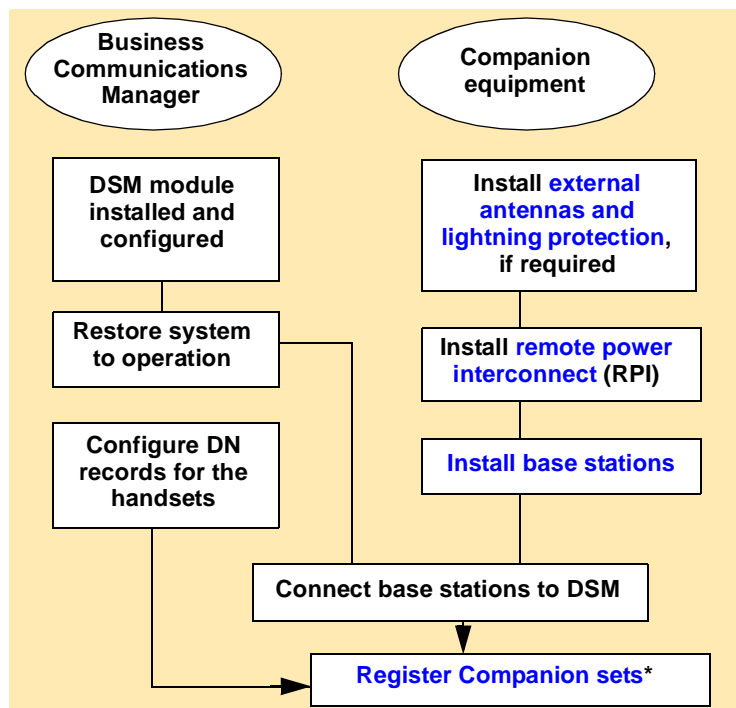 Business
Communications
Manager
Companion
equipment
DSM module
installed and
configured
Install external
antennas and
lightning protection,
if required
Restore system
to operation
Install remote power
interconnect (RPI)
Configure DN
records for the
handsets
Install base stations
Connect base stations to DSM
Register Companion sets*